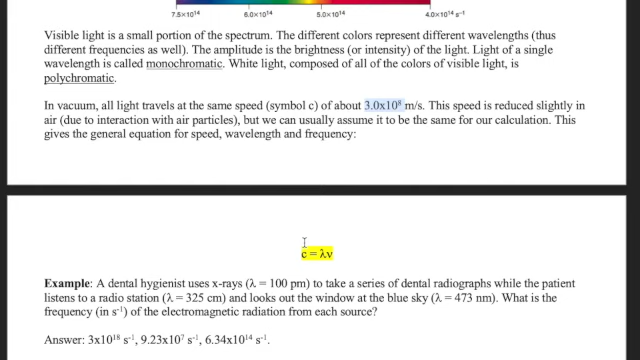 7.5x10¹⁴ 6.0x10¹⁴ 5.0x10¹⁴ 4.0x10¹⁴ s⁻¹
Visible light is a small portion of the spectrum. The different colors represent different wavelengths (thus
different frequencies as well). The amplitude is the brightness (or intensity) of the light. Light of a single
wavelength is called monochromatic. White light, composed of all of the colors of visible light, is
polychromatic.
In vacuum, all light travels at the same speed (symbol c) of about 3.0x10⁸ m/s. This speed is reduced slightly in
air (due to interaction with air particles), but we can usually assume it to be the same for our calculation. This
gives the general equation for speed, wavelength and frequency:
c = λν
Example: A dental hygienist uses x-rays (λ = 100 pm) to take a series of dental radiographs while the patient
listens to a radio station (λ = 325 cm) and looks out the window at the blue sky (λ = 473 nm). What is the
frequency (in s⁻¹) of the electromagnetic radiation from each source?
Answer: 3x10¹⁸ s⁻¹, 9.23x10⁷ s⁻¹, 6.34x10¹⁴ s⁻¹.